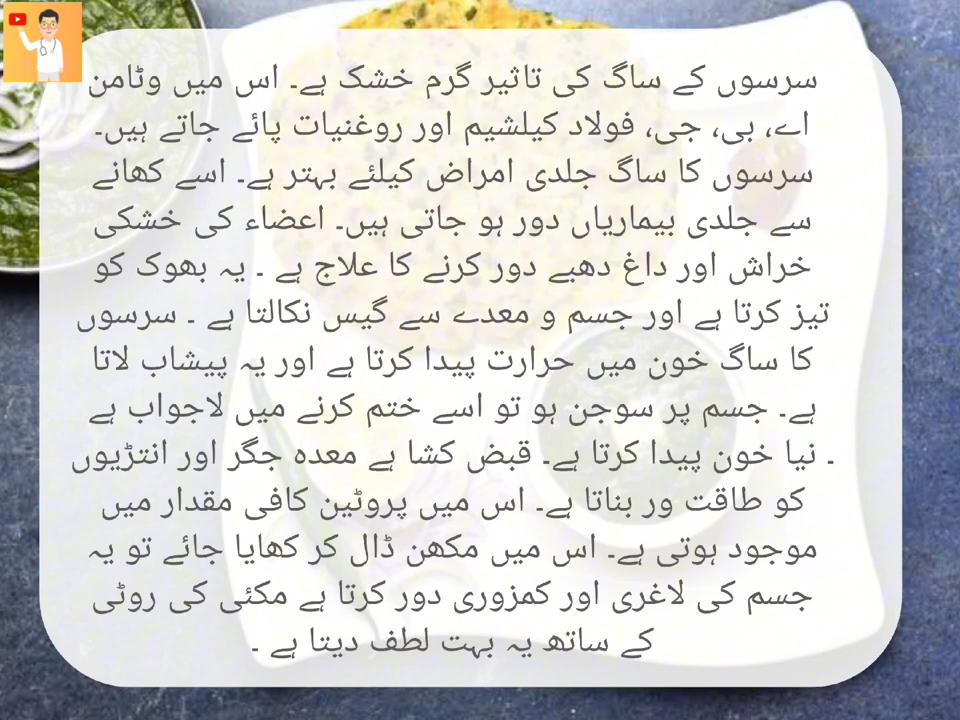 سرسوں کے ساگ کی تاثیر گرم خشک ہے۔ اس میں وٹامن
اے، بی، جی، فولاد کیلشیم اور روغنیات پائے جاتے ہیں۔
سرسوں کا ساگ جلدی امراض کیلئے بہتر ہے۔ اسے کھانے
سے جلدی بیماریاں دور ہو جاتی ہیں۔ اعضاء کی خشکی
خراش اور داغ دھبے دور کرنے کا علاج ہے ۔ یہ بھوک کو
تیز کرتا ہے اور جسم و معدے سے گیس نکالتا ہے ۔ سرسوں
کا ساگ خون میں حرارت پیدا کرتا ہے اور یہ پیشاب لاتا
ہے۔ جسم پر سوجن ہو تو اسے ختم کرنے میں لاجواب ہے
۔ نیا خون پیدا کرتا ہے۔ قبض کشا ہے معدہ جگر اور انتڑیوں
کو طاقت ور بناتا ہے۔ اس میں پروٹین کافی مقدار میں
موجود ہوتی ہے۔ اس میں مکھن ڈال کر کھایا جائے تو یہ
جسم کی لاغری اور کمزوری دور کرتا ہے مکئی کی روٹی
کے ساتھ یہ بہت لطف دیتا ہے ۔